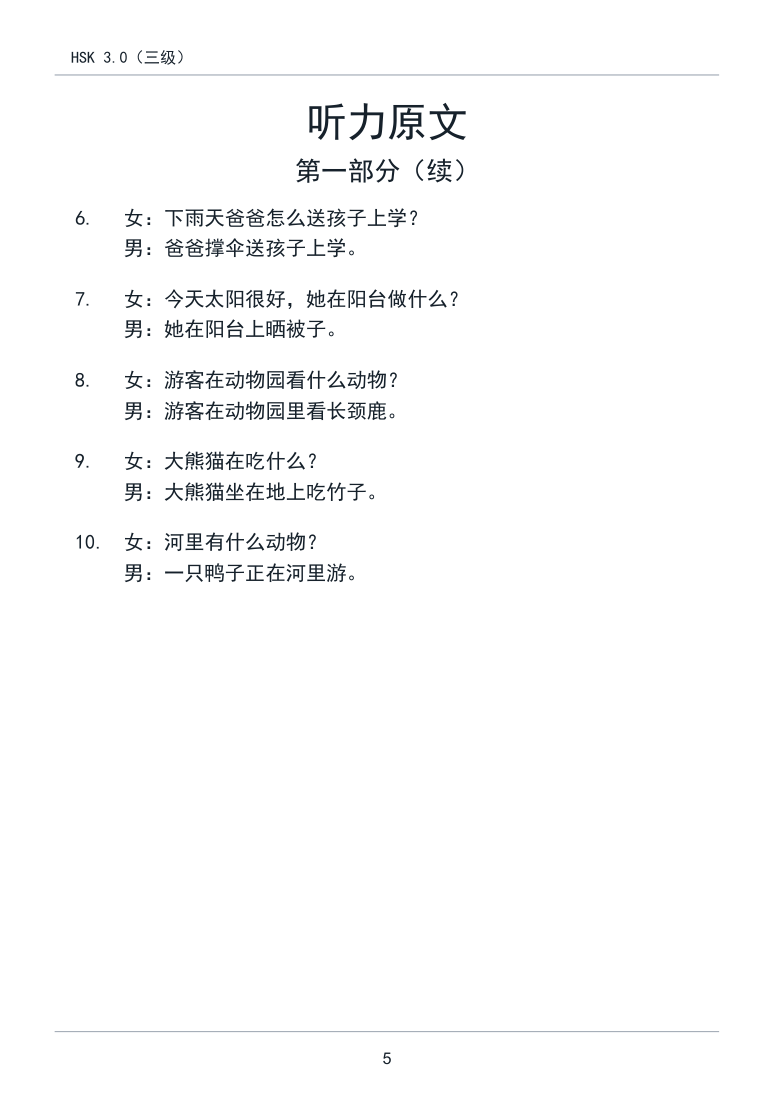 HSK 3.0（三级）
听力原文
第一部分（续）
6. 女：下雨天爸爸怎么送孩子上学？
男：爸爸撑伞送孩子上学。
7. 女：今天太阳很好，她在阳台做什么？
男：她在阳台上晒被子。
8. 女：游客在动物园看什么动物？
男：游客在动物园里看长颈鹿。
9. 女：大熊猫在吃什么？
男：大熊猫坐在地上吃竹子。
10. 女：河里有什么动物？
男：一只鸭子正在河里游。
5